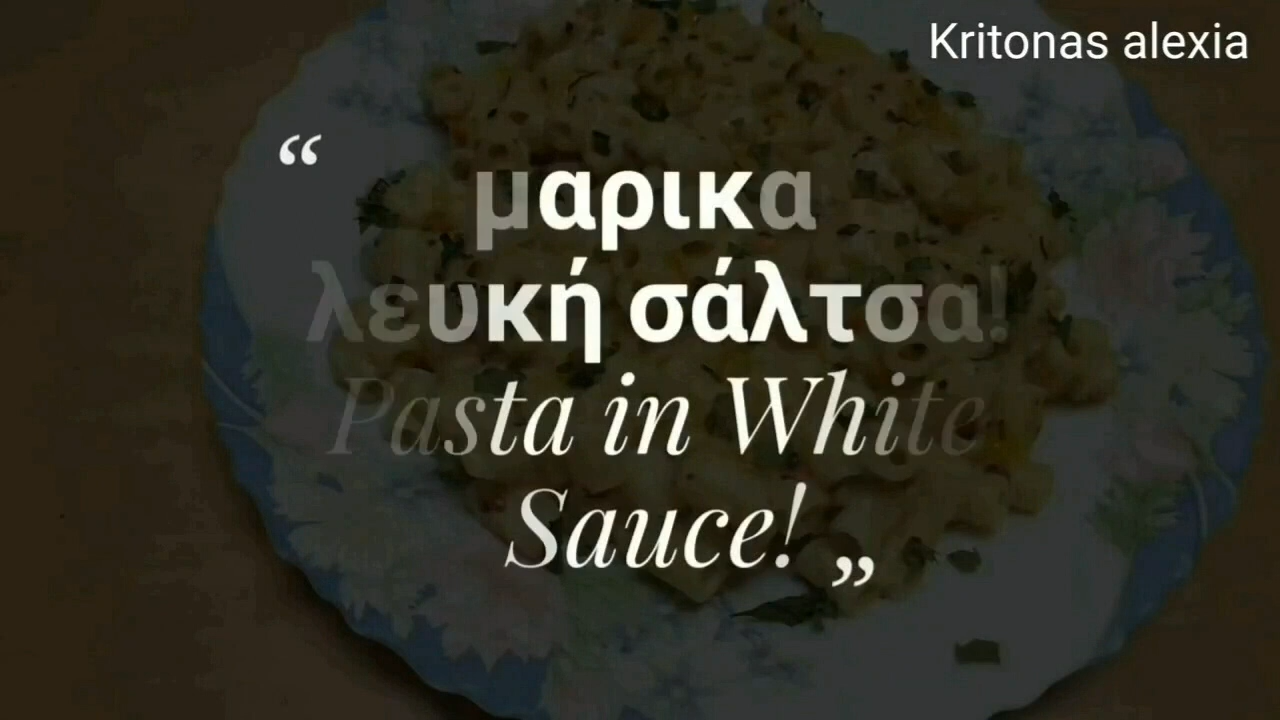 Kritonas alexia
“
μαρικα
λευκή σάλτσα!
Pasta in White
Sauce! „